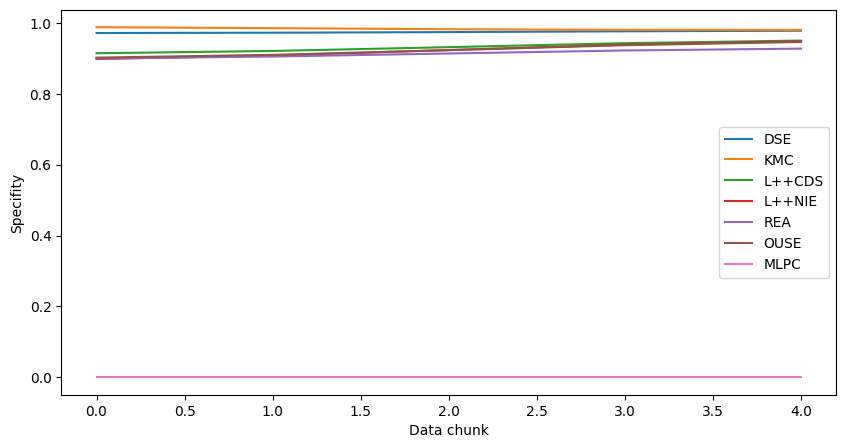 1.0
0.8
0.6
0.4
0.2
0.0
Specifity
0.0 0.5 1.0 1.5 2.0 2.5 3.0 3.5 4.0
Data chunk
DSE
KMC
L++CDS
L++NIE
REA
OUSE
MLPC